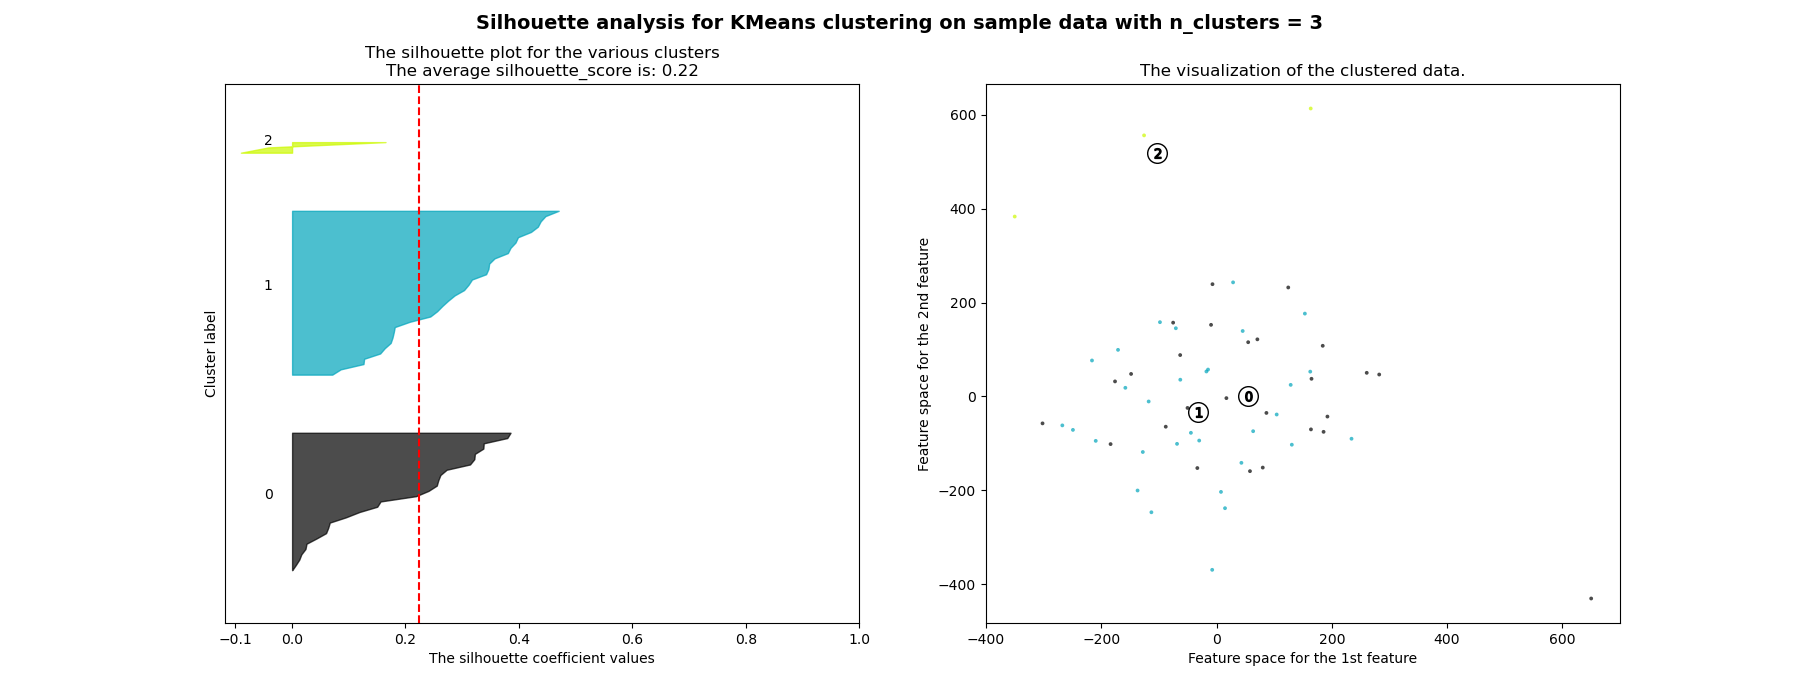 Silhouette analysis for KMeans clustering on sample data with n_clusters = 3
The silhouette plot for the various clusters
The average silhouette_score is: 0.22
2
1
0
Cluster label
−0.1 0.0 0.2 0.4 0.6 0.8 1.0
The silhouette coefficient values
The visualization of the clustered data.
600
400
200
0
−200
−400
Feature space for the 2nd feature
2
0
1
−400 −200 0 200 400 600
Feature space for the 1st feature